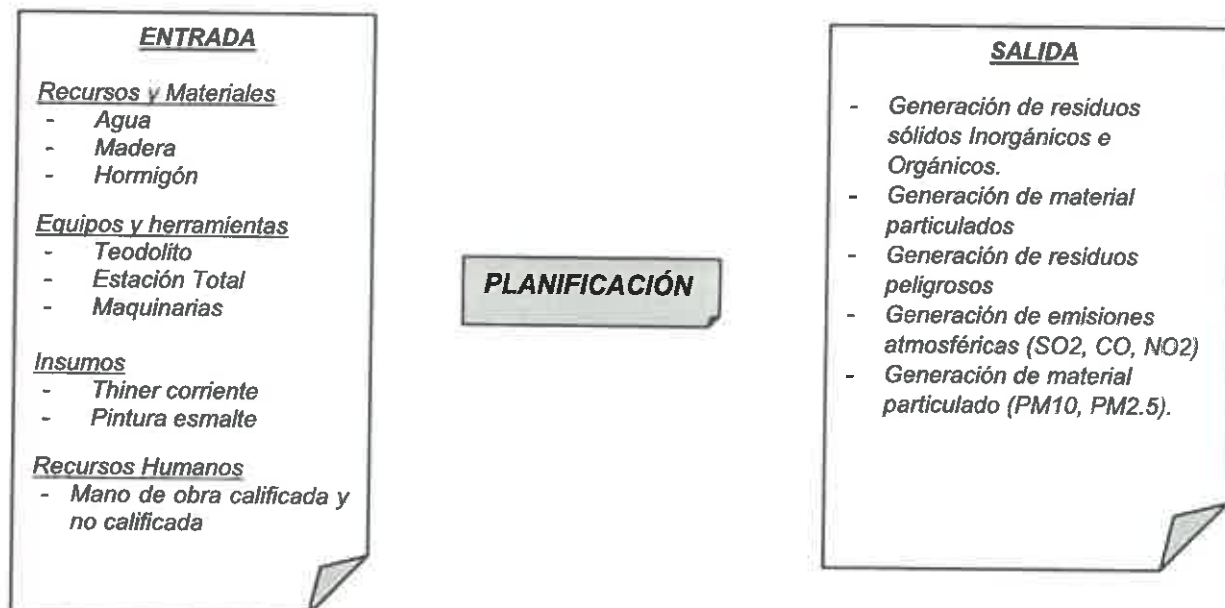 ENTRADA
Recursos y Materiales
- Agua
- Madera
- Hormigón
Equipos y herramientas
- Teodolito
- Estación Total
- Maquinarias
Insumos
- Thiner corriente
- Pintura esmalte
Recursos Humanos
- Mano de obra calificada y
no calificada
PLANIFICACIÓN
SALIDA
- Generación de residuos
sólidos Inorgánicos e
Orgánicos.
- Generación de material
particulados
- Generación de residuos
peligrosos
- Generación de emisiones
atmosféricas (SO2, CO, NO2)
- Generación de material
particulado (PM10, PM2.5).